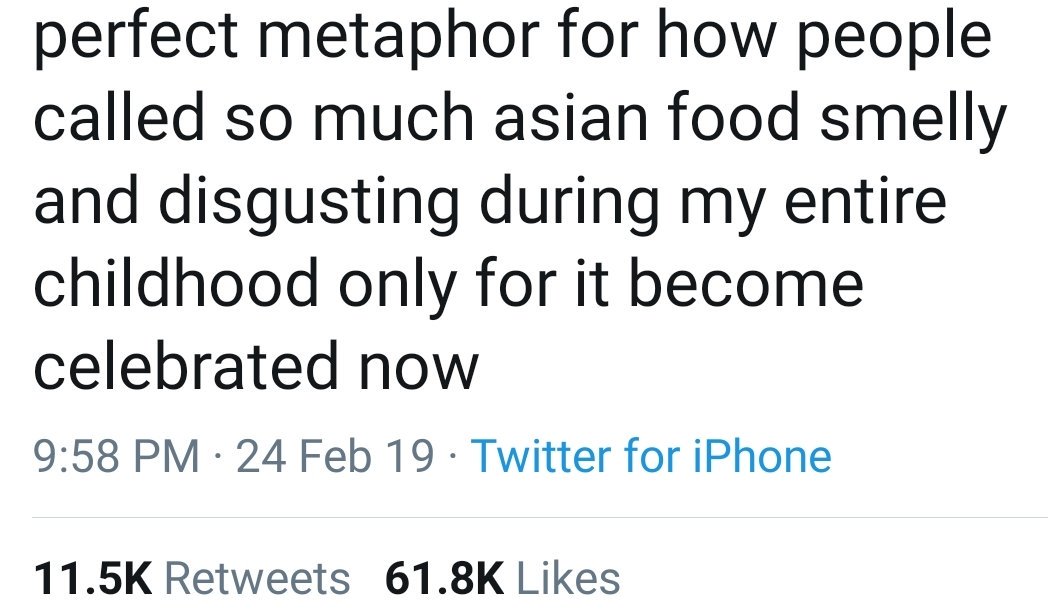 perfect metaphor for how people
called so much asian food smelly
and disgusting during my entire
childhood only for it become
celebrated now
9:58 PM · 24 Feb 19 · Twitter for iPhone
11.5K Retweets 61.8K Likes